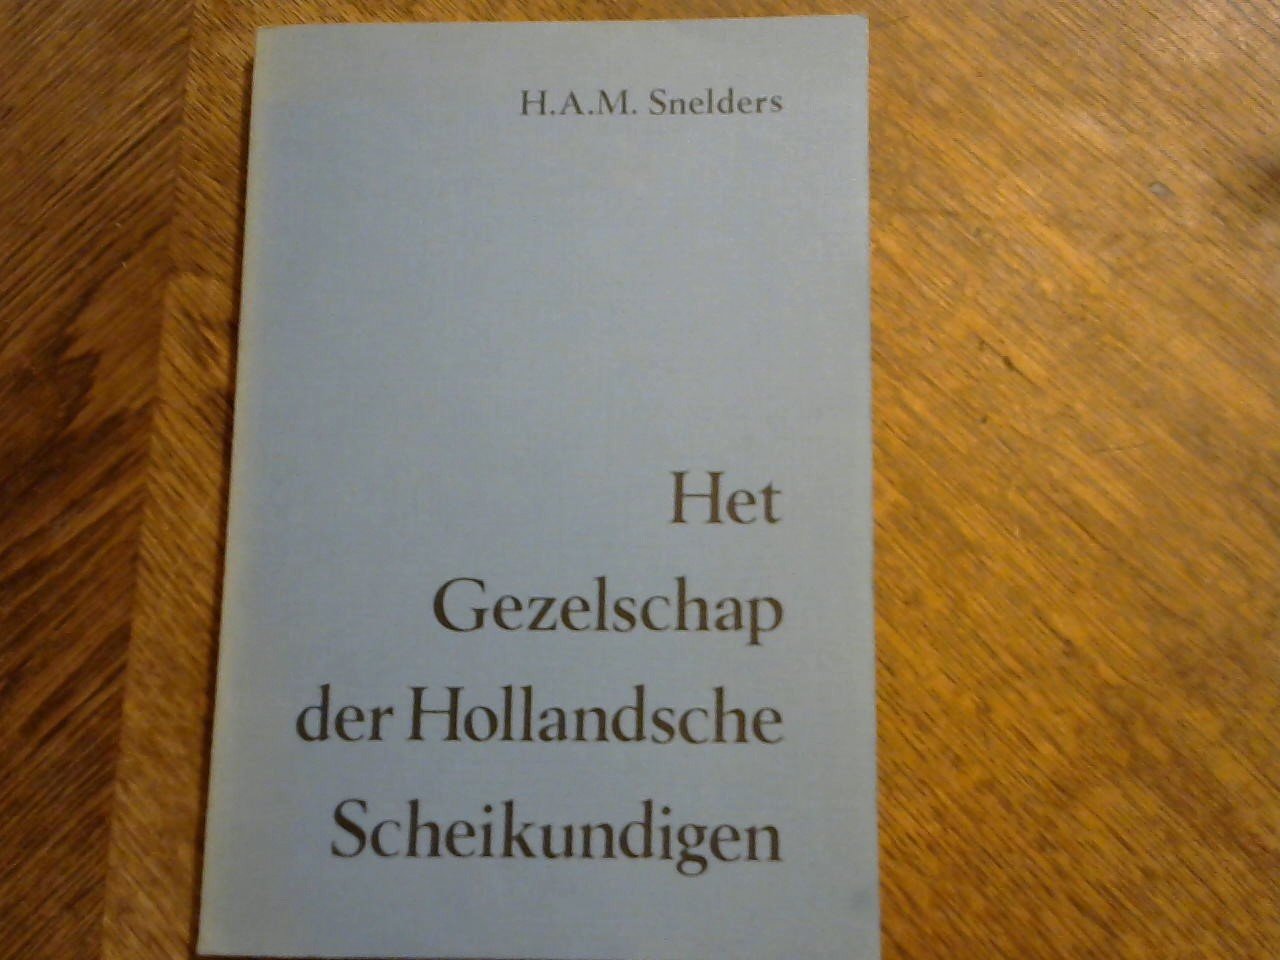 H.A.M. Snelders
Het
Gezelschap
der Hollandsche
Scheikundigen